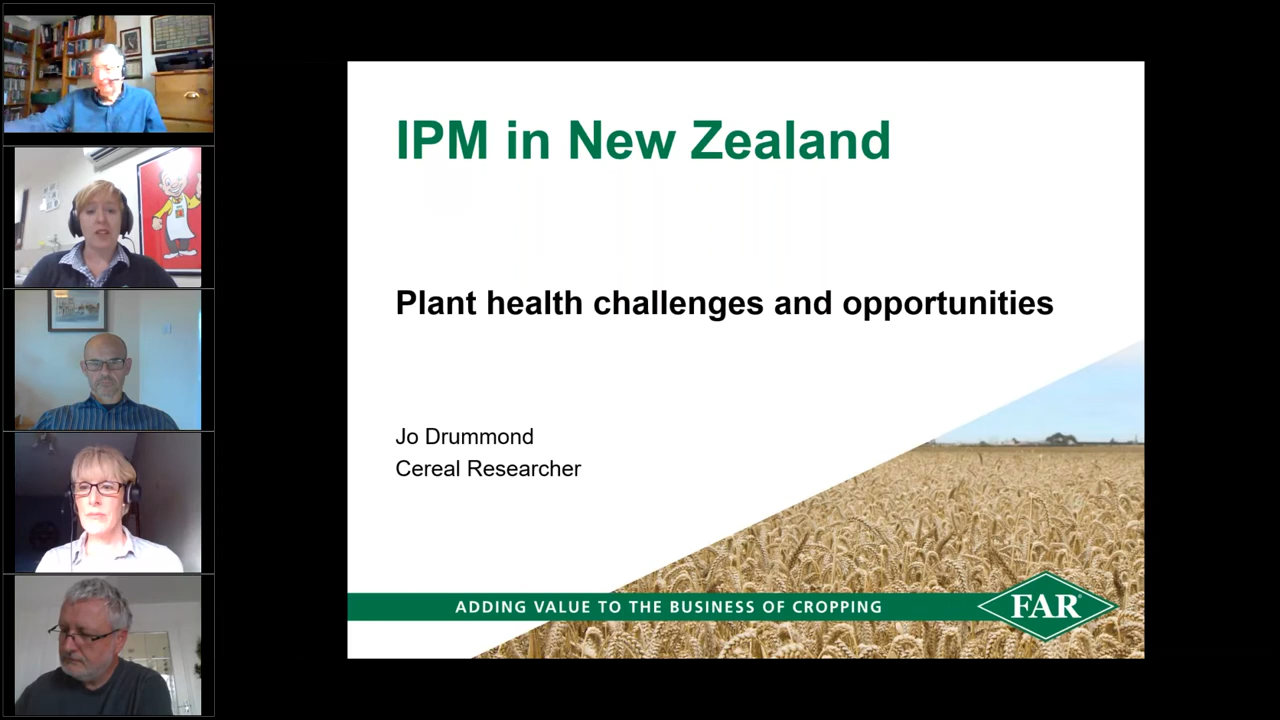 IPM in New Zealand
Plant health challenges and opportunities
Jo Drummond
Cereal Researcher
ADDING VALUE TO THE BUSINESS OF CROPPING
FAR